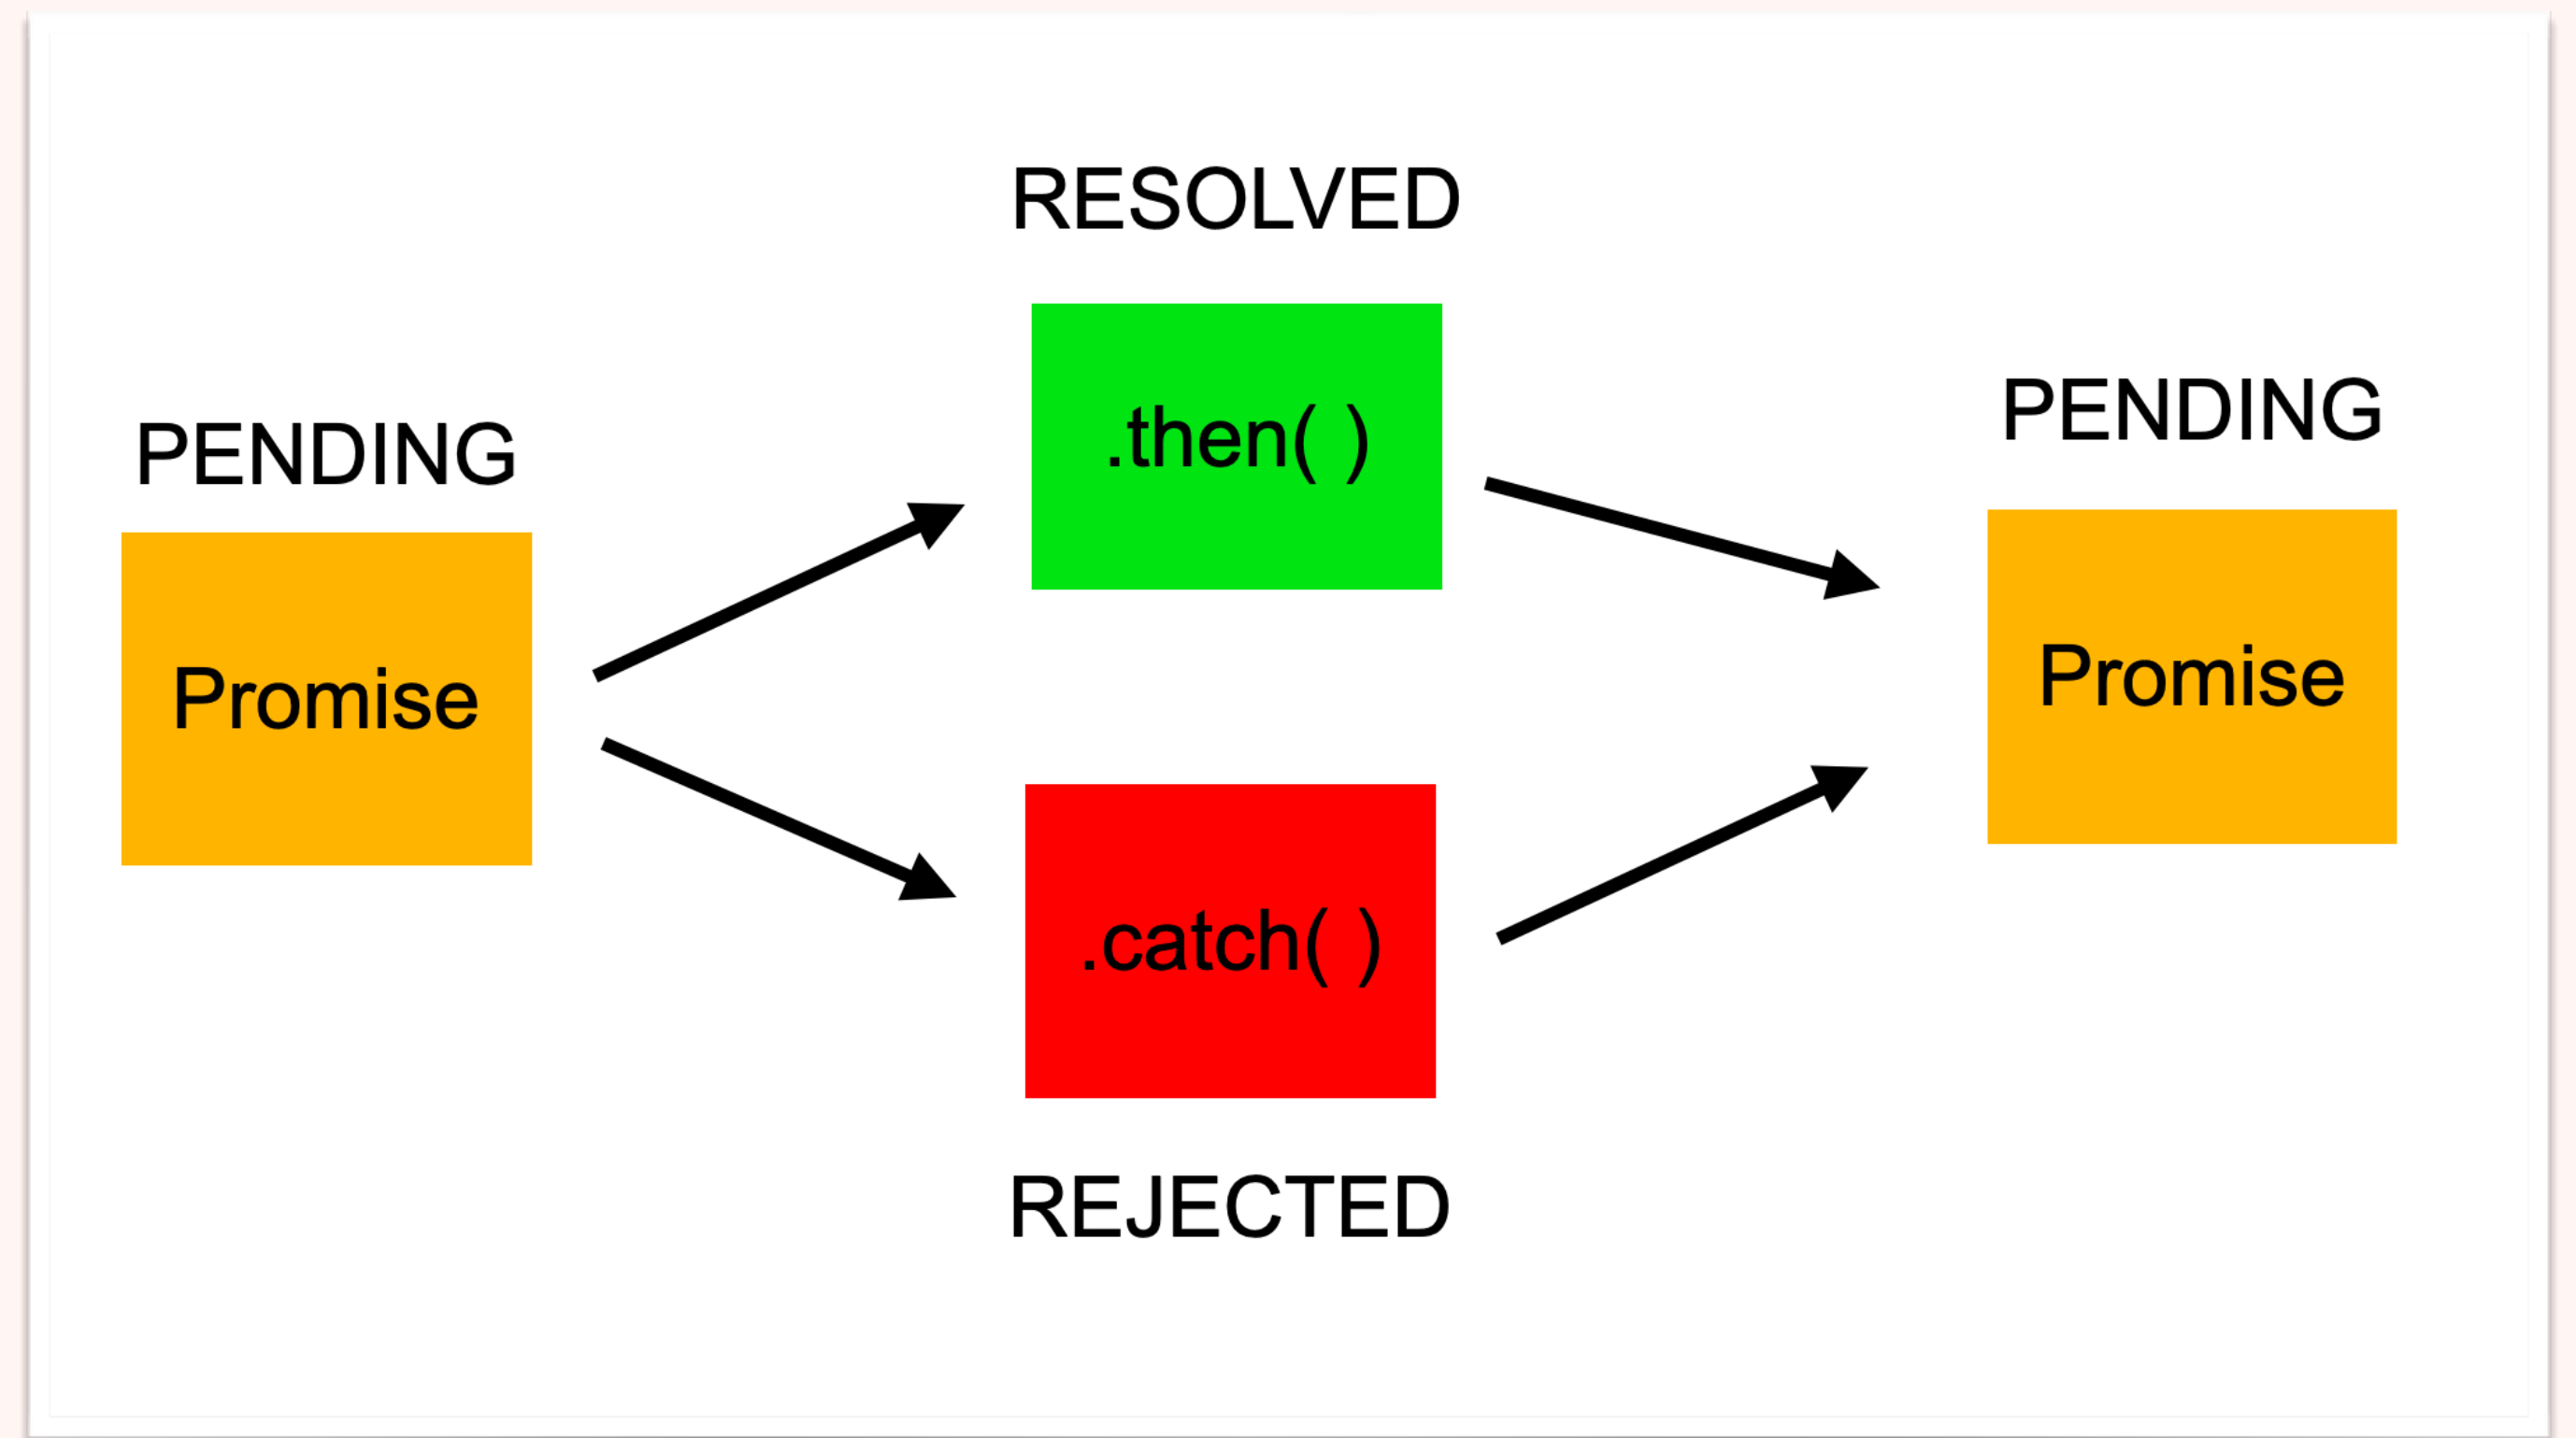 PENDING
Promise
RESOLVED
.then( )
.catch( )
REJECTED
PENDING
Promise